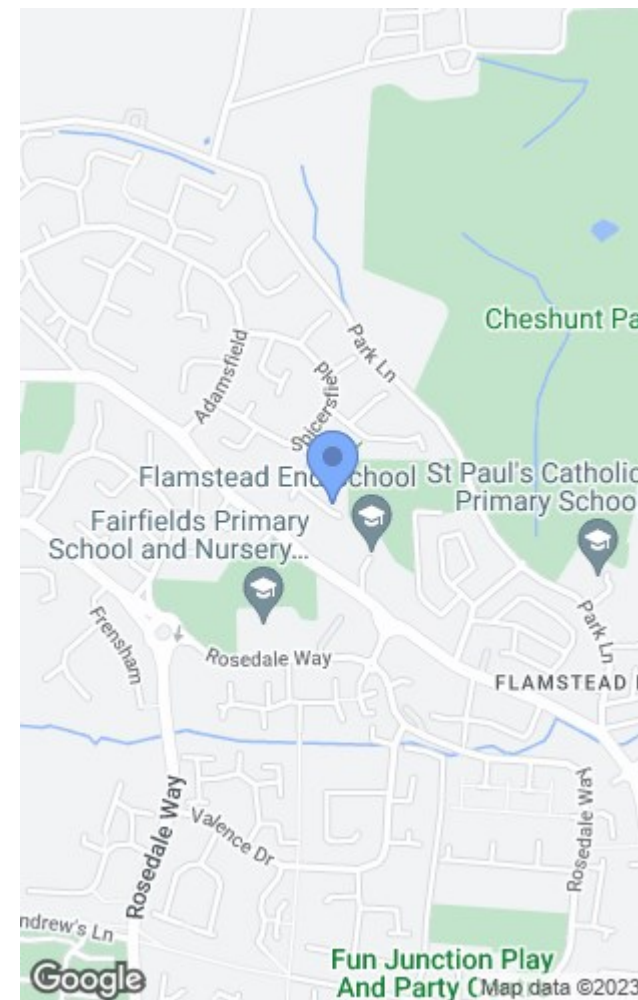 Cheshunt Pa
Park Ln
Adamsfield
Spicersfield
Flamstead End School
St Paul's Catholic
Primary Schoo
Fairfields Primary
School and Nursery...
Park Ln
Frensham
Rosedale Way
FLAMSTEAD
Rosedale Way
Valence Dr
Rosedale Way
ndrew's Ln
Fun Junction Play
And Party
Google
Map data ©2023